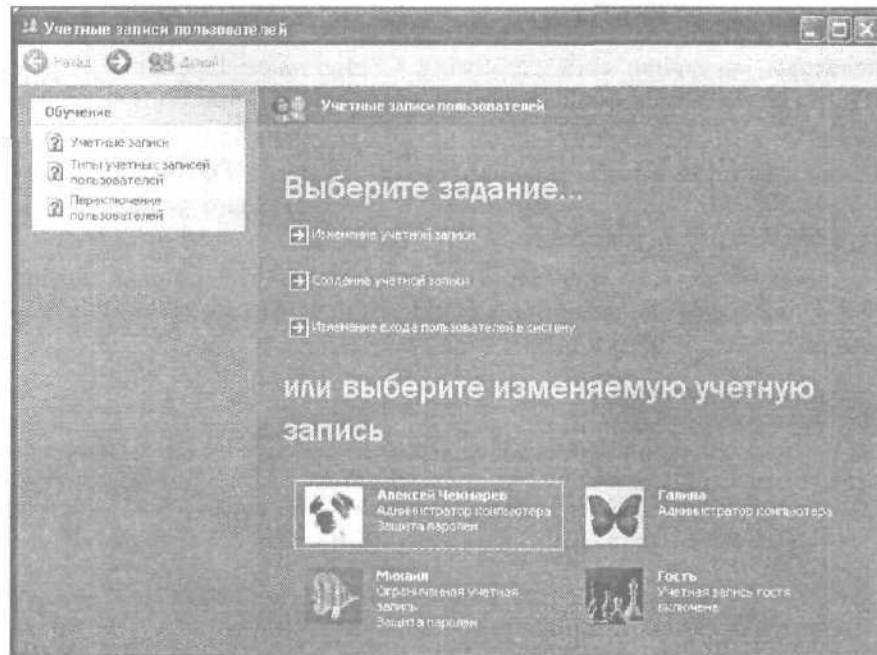 Учетные записи пользователей
Назад
Домой
Обучение
Учетные записи
Типы учетных записей
пользователей
Переключение
пользователей
Учетные записи пользователей
Выберите задание...
Изменение учетной записи
Создание учетной записи
Изменение входа пользователей в систему
или выберите изменяемую учетную
запись
Алексей Чекмарев
Администратор компьютера
Защита паролем
Галина
Администратор компьютера
Михаил
Ограниченная учетная
запись
Защита паролем
Гость
Учетная запись гостя
включена